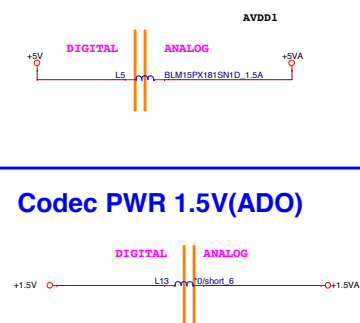 AVDD1
DIGITAL ANALOG
+5V +5VA
L5 BLM15PX181SN1D_1.5A
Codec PWR 1.5V(ADO)
DIGITAL ANALOG
L13 *0/short_6
+1.5V +1.5VA